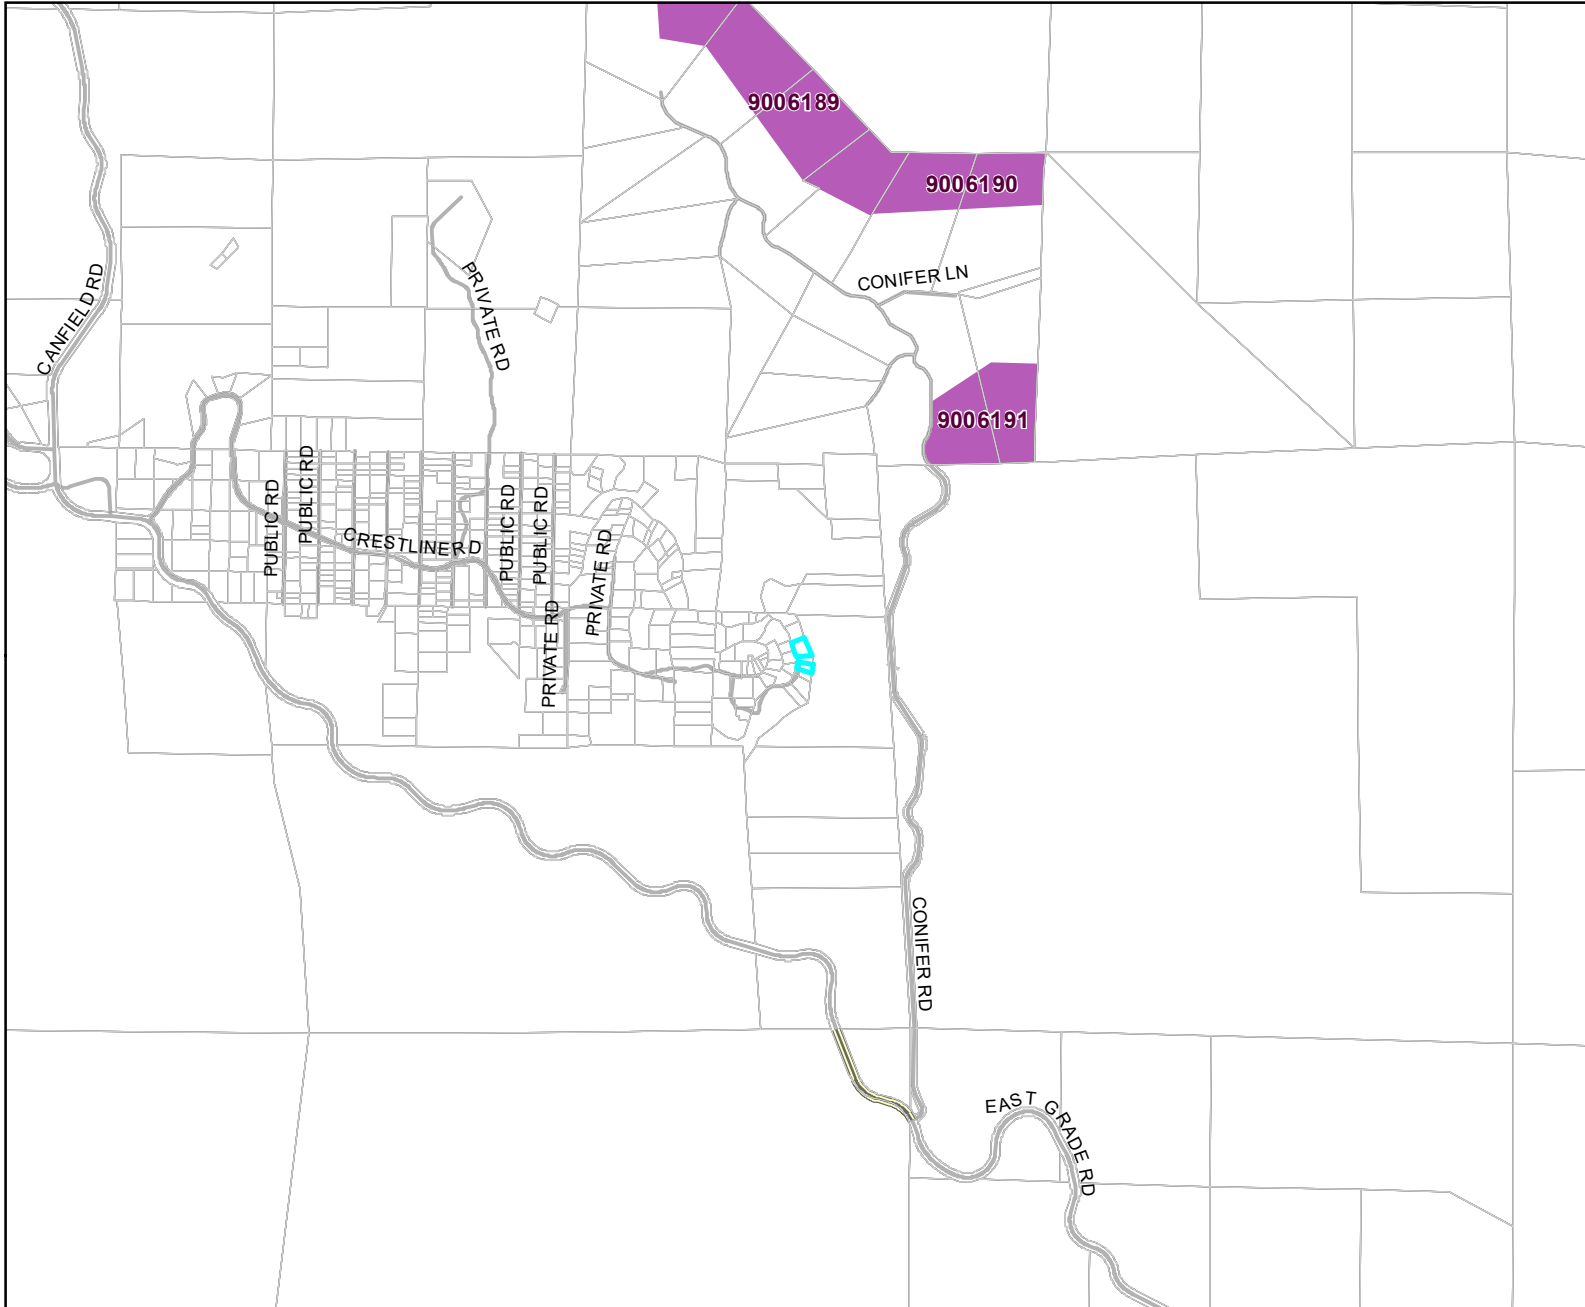 9006189
9006190
CONIFER LN
CANFIELD RD
PRIVATE RD
9006191
PUBLIC RD
PUBLIC RD
CRESTLINE RD
PUBLIC RD
PUBLIC RD
PRIVATE RD
PRIVATE RD
CONIFER RD
EAST GRADE RD